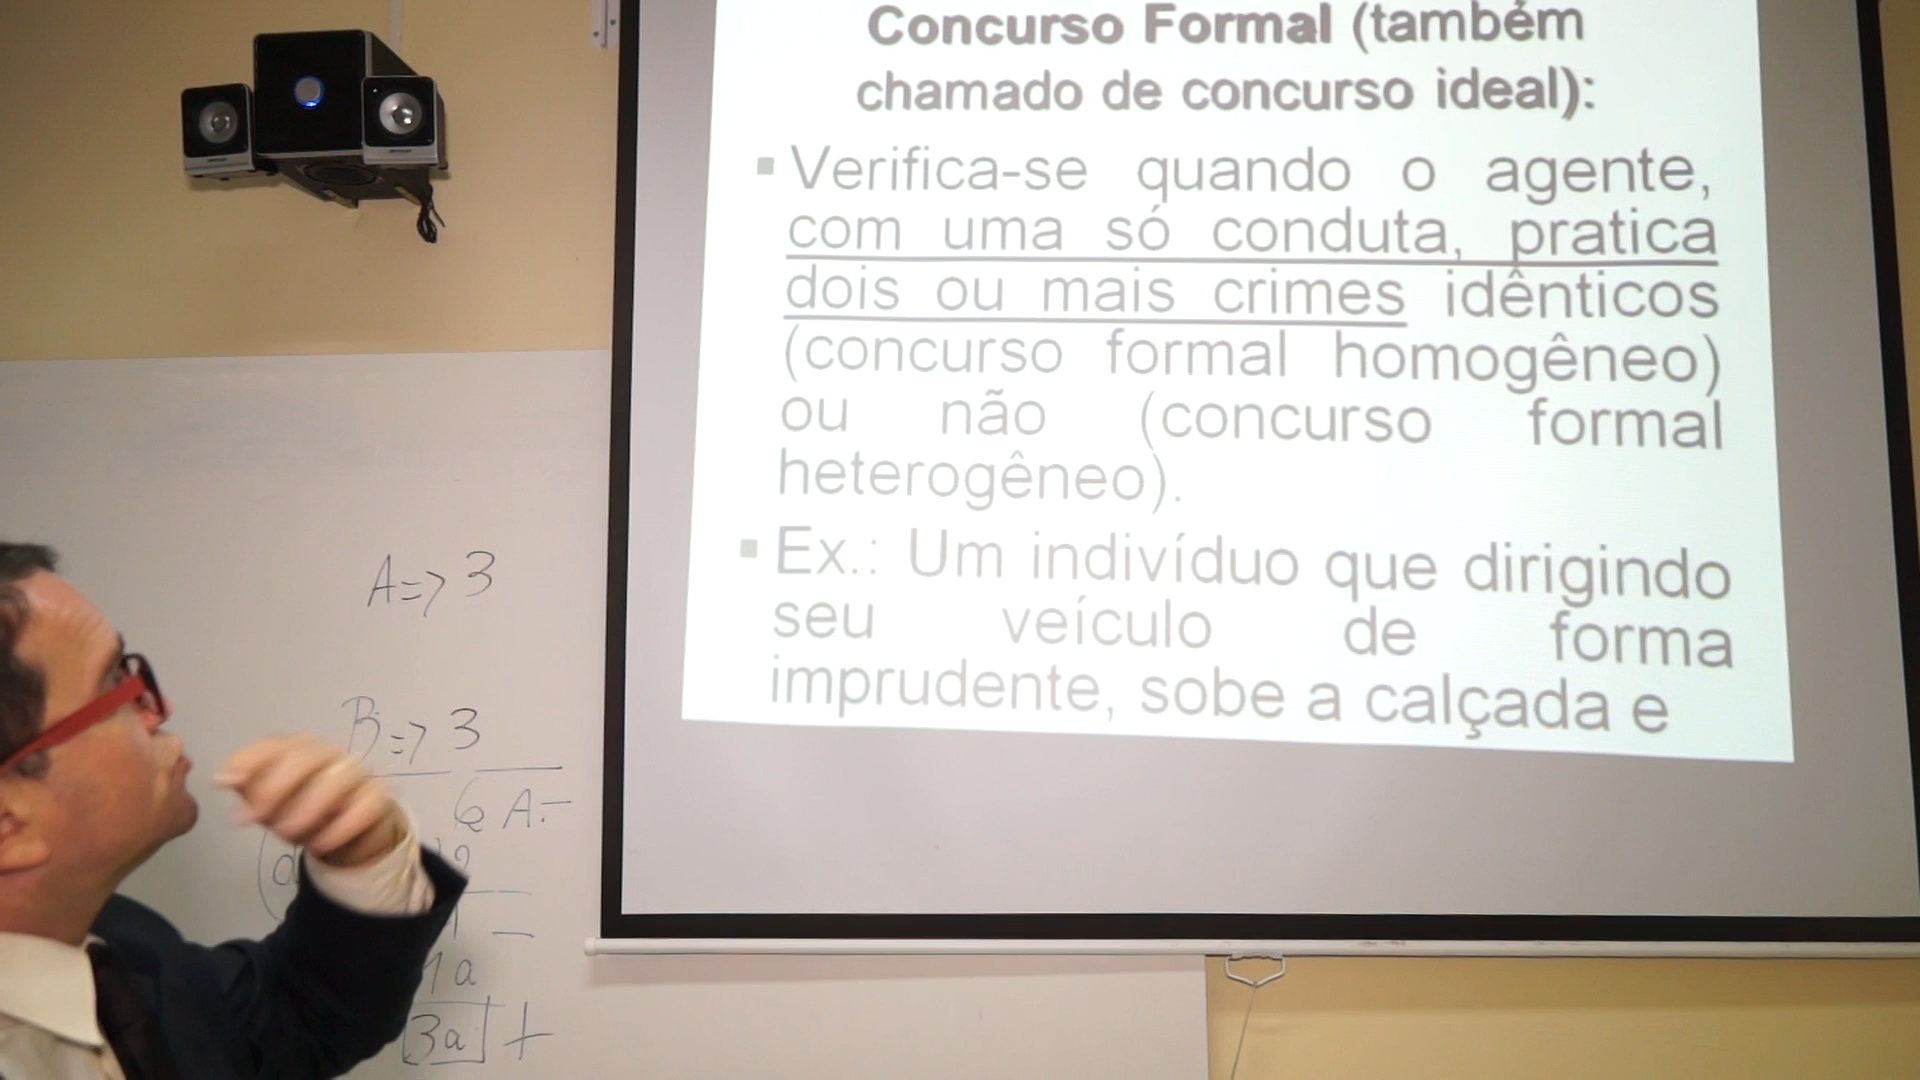 Concurso Formal (também
chamado de concurso ideal):
▪ Verifica-se quando o agente,
com uma só conduta, pratica
dois ou mais crimes idênticos
(concurso formal homogêneo)
ou não (concurso formal
heterogêneo).
▪ Ex.: Um indivíduo que dirigindo
seu veículo de forma
imprudente, sobe a calçada e
A => 3
B => 3
6 A.-
2
1 a
3a +